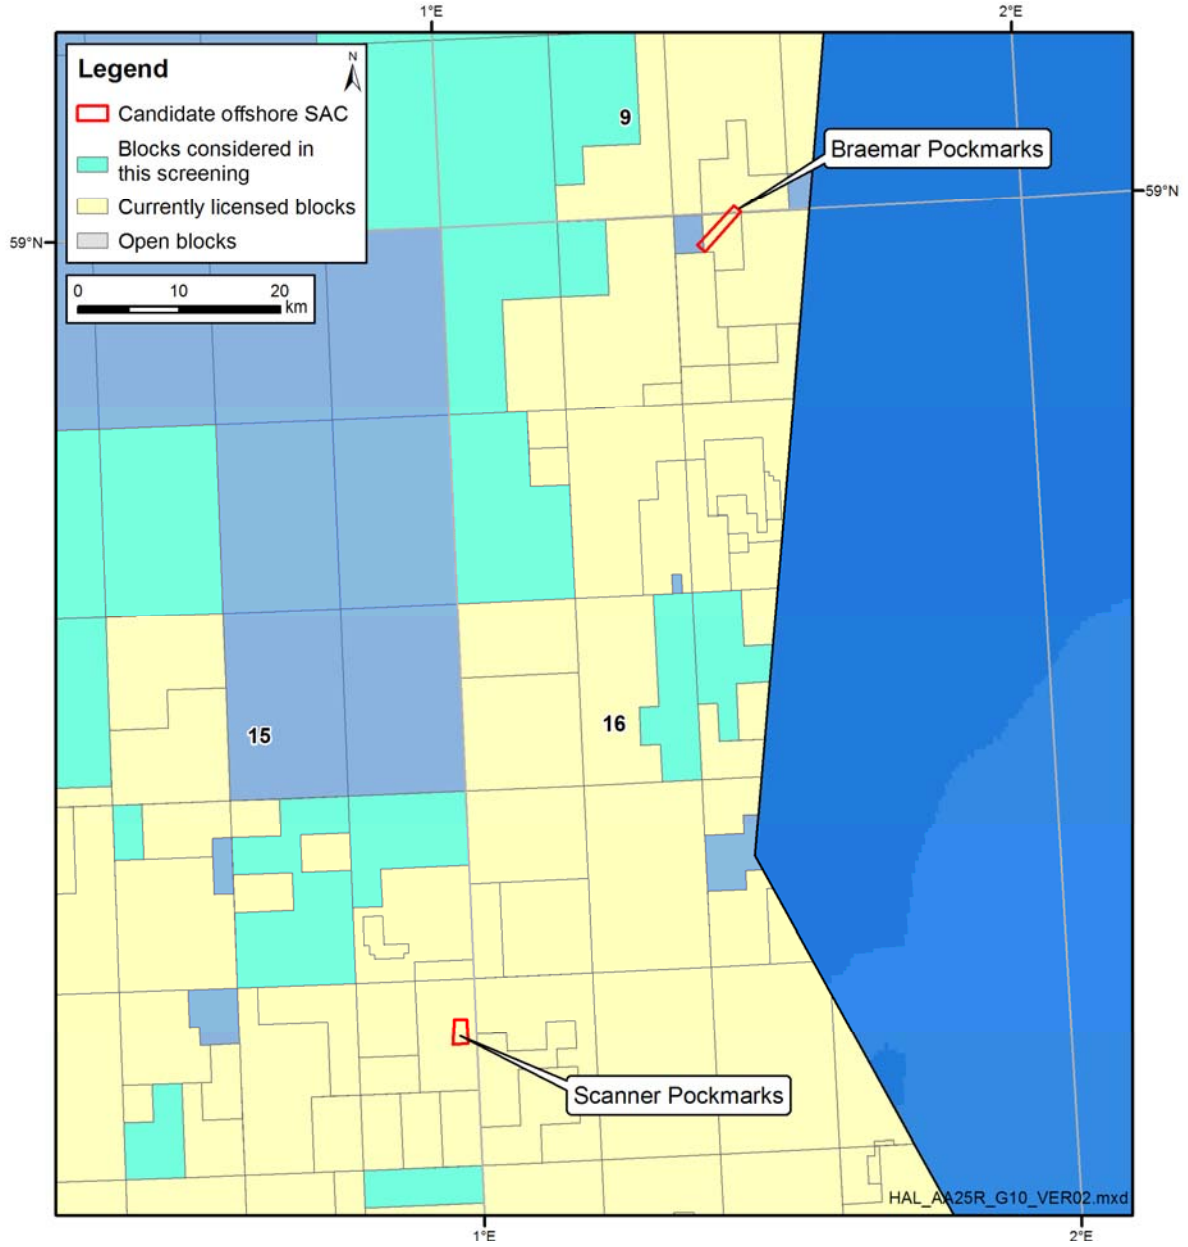 1°E
2°E
Legend
N
Candidate offshore SAC
Blocks considered in
this screening
Currently licensed blocks
Open blocks
0 10 20
km
9
Braemar Pockmarks
59°N
59°N
15
16
Scanner Pockmarks
HAL_AA25R_G10_VER02.mxd
1°E
2°E